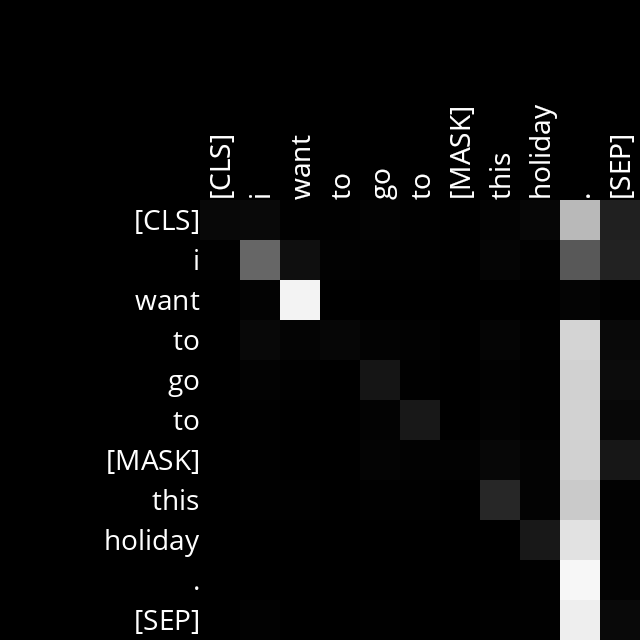 [CLS] i want to go to [MASK] this holiday . [SEP]
[CLS]
i
want
to
go
to
[MASK]
this
holiday
.
[SEP]